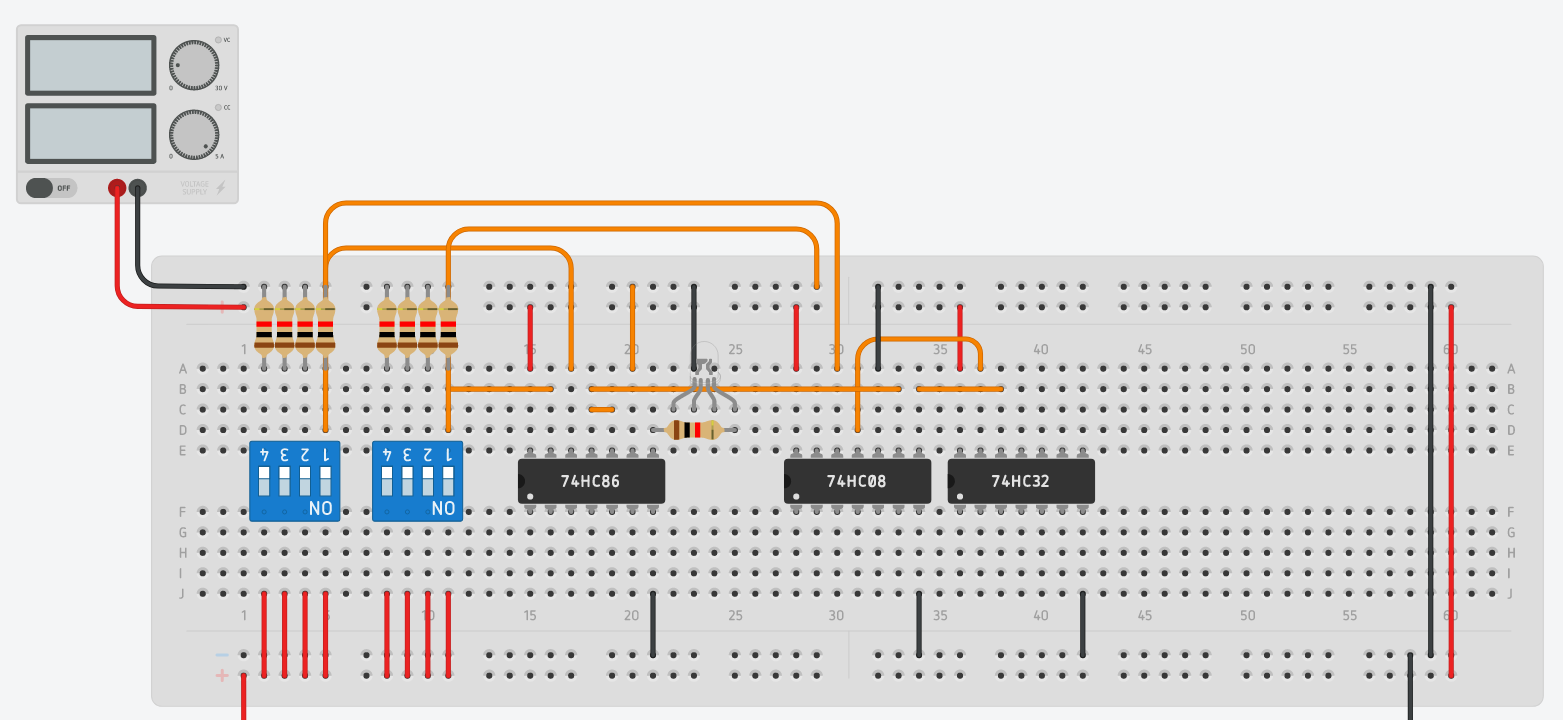 VC
0 30 V
CC
0 5 A
OFF
VOLTAGE
SUPPLY
1 15 20 25 30 35 40 45 50 55 60
A A
B B
C C
D D
E E
4 3 2 1
4 3 2 1
ON
ON
74HC86
74HC08
74HC32
F F
G G
H H
I I
J J
1 5 10 15 20 25 30 35 40 45 50 55 60
−
+